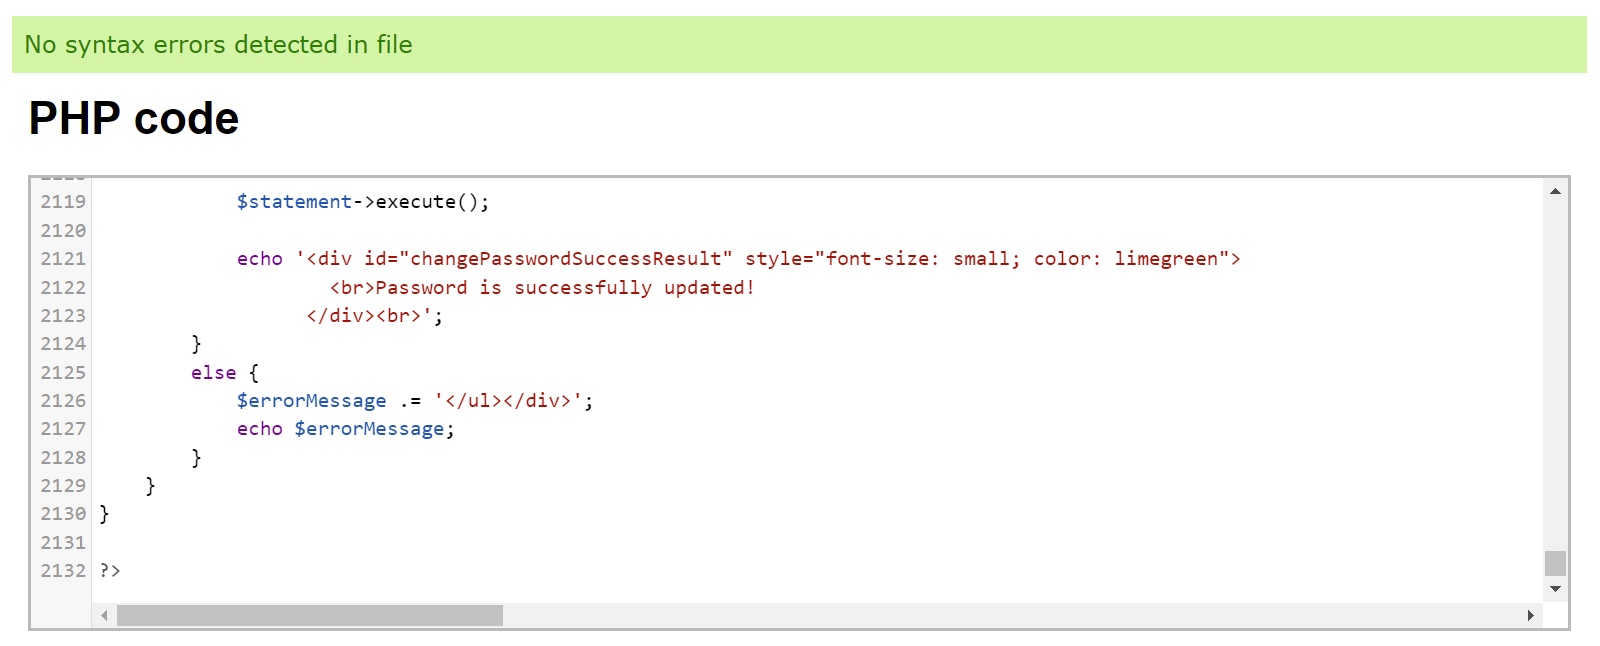 No syntax errors detected in file
PHP code
2119 $statement->execute();
2120
2121 echo '<div id="changePasswordSuccessResult" style="font-size: small; color: limegreen">
2122 <br>Password is successfully updated!
2123 </div><br>';
2124 }
2125 else {
2126 $errorMessage .= '</ul></div>';
2127 echo $errorMessage;
2128 }
2129 }
2130 }
2131
2132 ?>